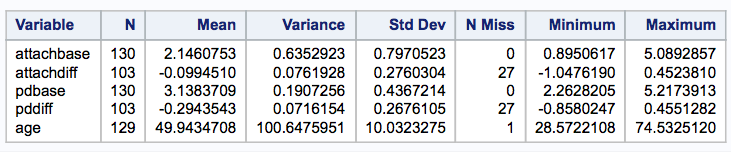 Variable N Mean Variance Std Dev N Miss Minimum Maximum
attachbase 130 2.1460753 0.6352923 0.7970523 0 0.8950617 5.0892857
attachdiff 103 -0.0994510 0.0761928 0.2760304 27 -1.0476190 0.4523810
pdbase 130 3.1383709 0.1907256 0.4367214 0 2.2628205 5.2173913
pddiff 103 -0.2943543 0.0716154 0.2676105 27 -0.8580247 0.4551282
age 129 49.9434708 100.6475951 10.0323275 1 28.5722108 74.5325120